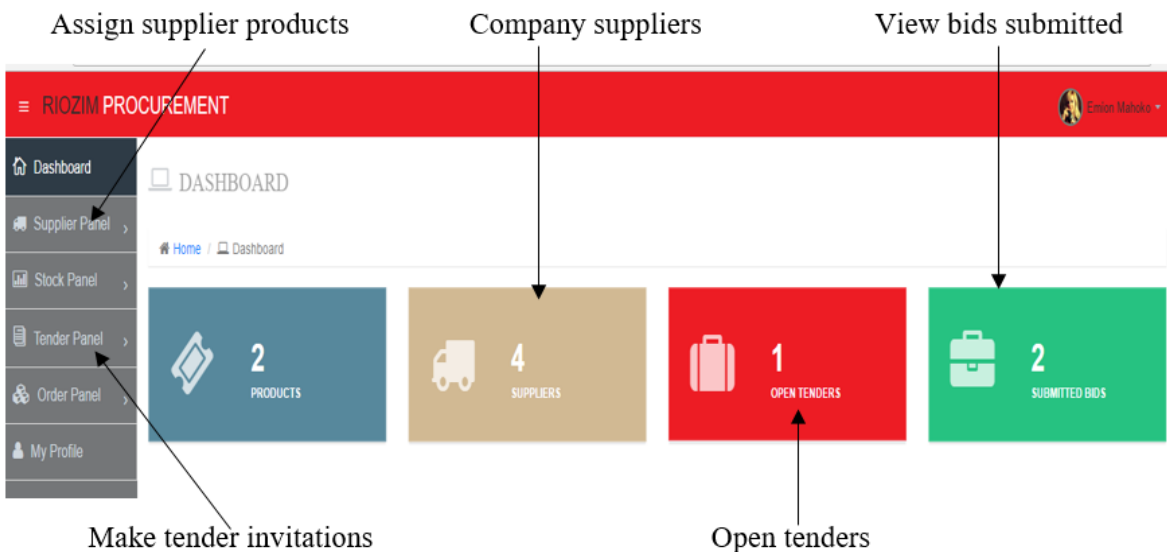 Assign supplier products
Company suppliers
View bids submitted
RIOZIM PROCUREMENT
Emion Mahoko
Dashboard
DASHBOARD
Supplier Panel
Home / Dashboard
Stock Panel
Tender Panel
Order Panel
My Profile
2
PRODUCTS
4
SUPPLIERS
1
OPEN TENDERS
2
SUBMITTED BIDS
Make tender invitations
Open tenders